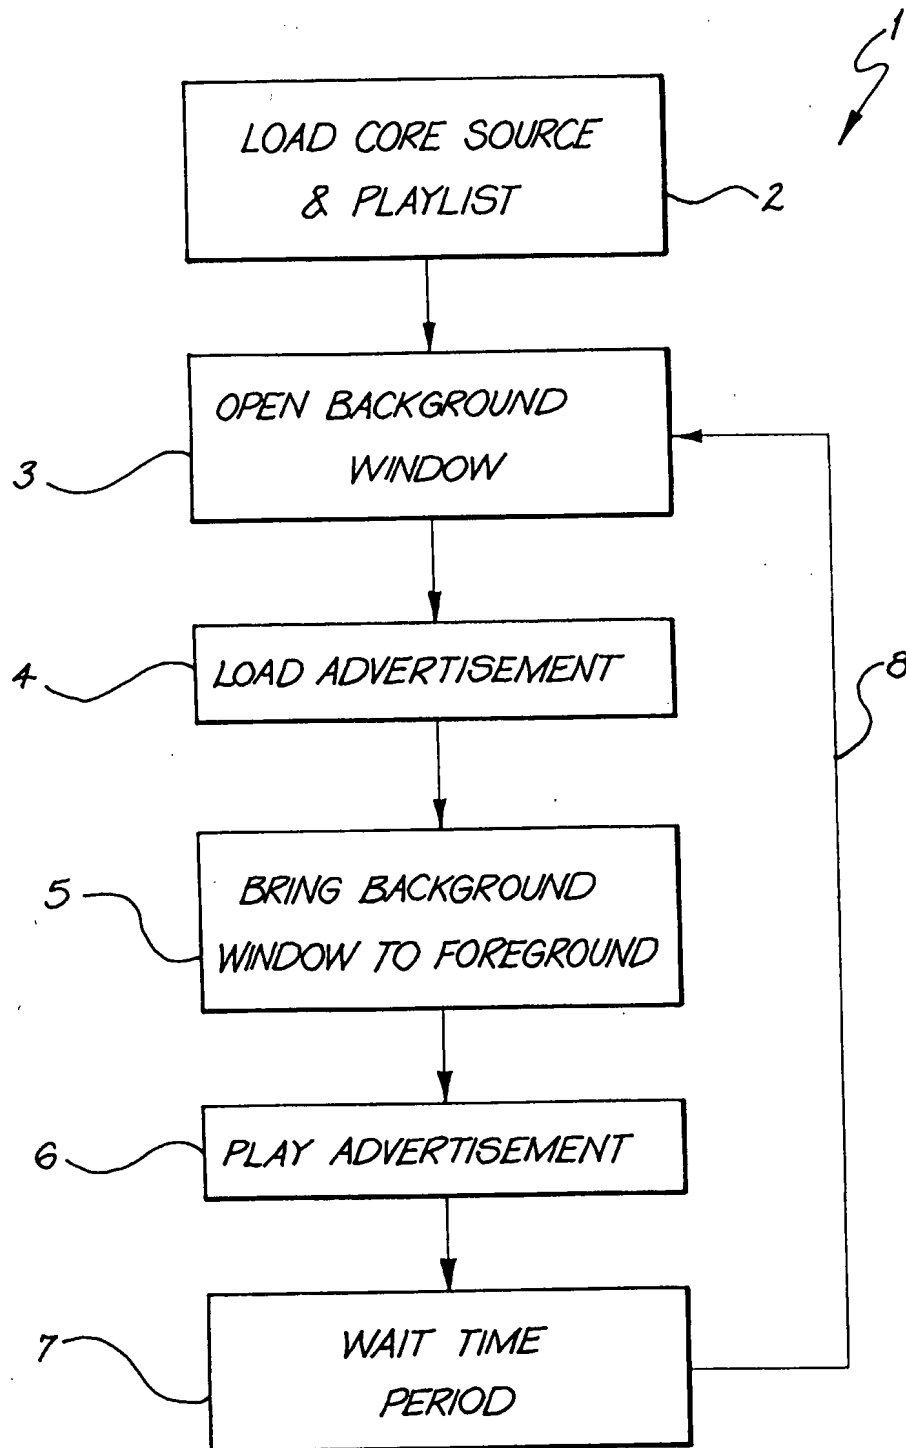 1
LOAD CORE SOURCE
& PLAYLIST
2
OPEN BACKGROUND
WINDOW
3
4
LOAD ADVERTISEMENT
8
5
BRING BACKGROUND
WINDOW TO FOREGROUND
6
PLAY ADVERTISEMENT
7
WAIT TIME
PERIOD